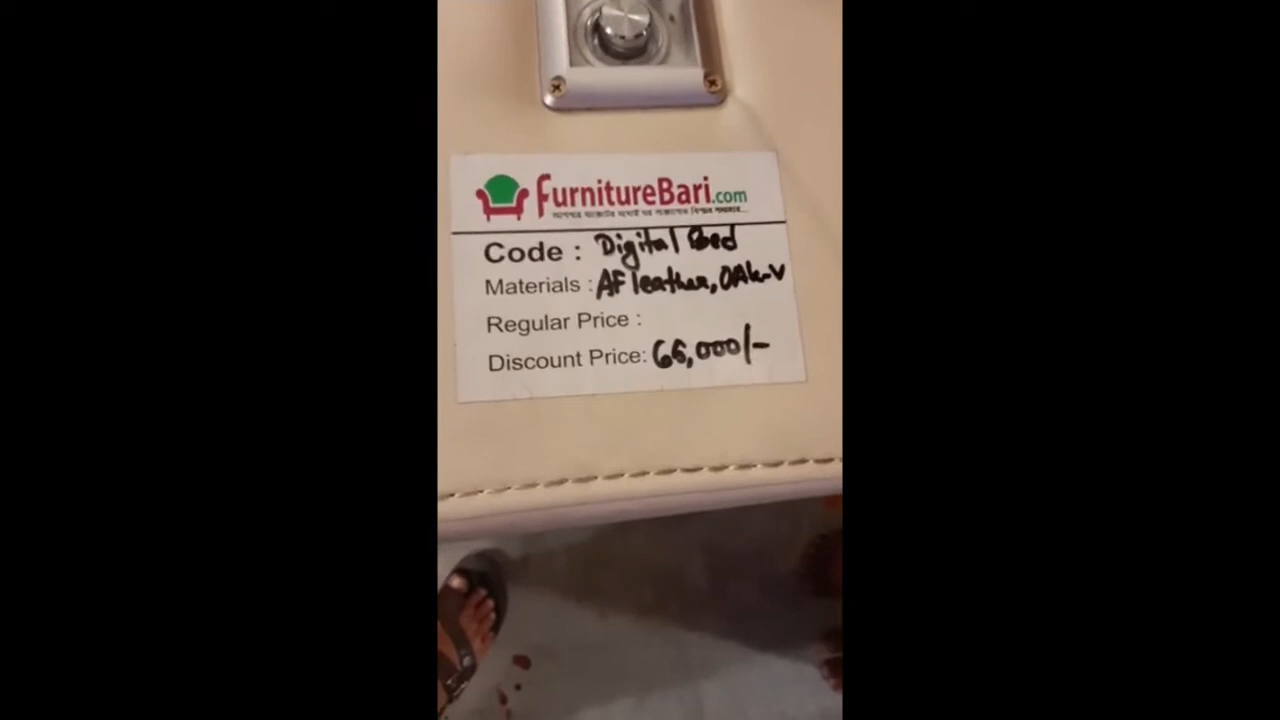 FurnitureBari.com
Code : Digital Bed
Materials : AF leather, OAk-V
Regular Price :
Discount Price: 66,000/-